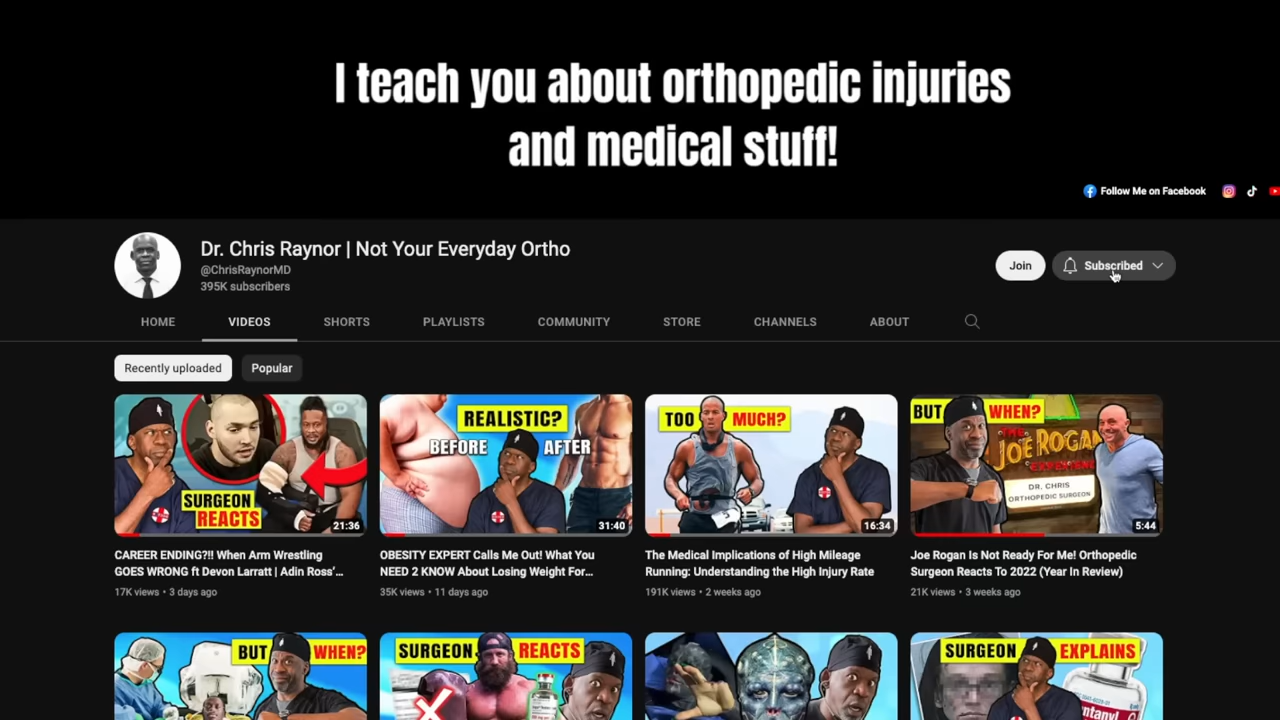 I teach you about orthopedic injuries
and medical stuff!
Follow Me on Facebook
Dr. Chris Raynor | Not Your Everyday Ortho
@ChrisRaynorMD
395K subscribers
Join
Subscribed
HOME VIDEOS SHORTS PLAYLISTS COMMUNITY STORE CHANNELS ABOUT
Recently uploaded Popular
SURGEON
REACTS
21:36
REALISTIC?
BEFORE AFTER
31:40
TOO MUCH?
16:34
BUT WHEN?
THE
JOE ROGAN
EXPERIENCE
DR. CHRIS
ORTHOPEDIC SURGEON
5:44
CAREER ENDING?!! When Arm Wrestling
GOES WRONG ft Devon Larratt | Adin Ross'...
17K views • 3 days ago
OBESITY EXPERT Calls Me Out! What You
NEED 2 KNOW About Losing Weight For...
35K views • 11 days ago
The Medical Implications of High Mileage
Running: Understanding the High Injury Rate
191K views • 2 weeks ago
Joe Rogan Is Not Ready For Me! Orthopedic
Surgeon Reacts To 2022 (Year In Review)
21K views • 3 weeks ago
BUT WHEN?
SURGEON REACTS
SURGEON EXPLAINS